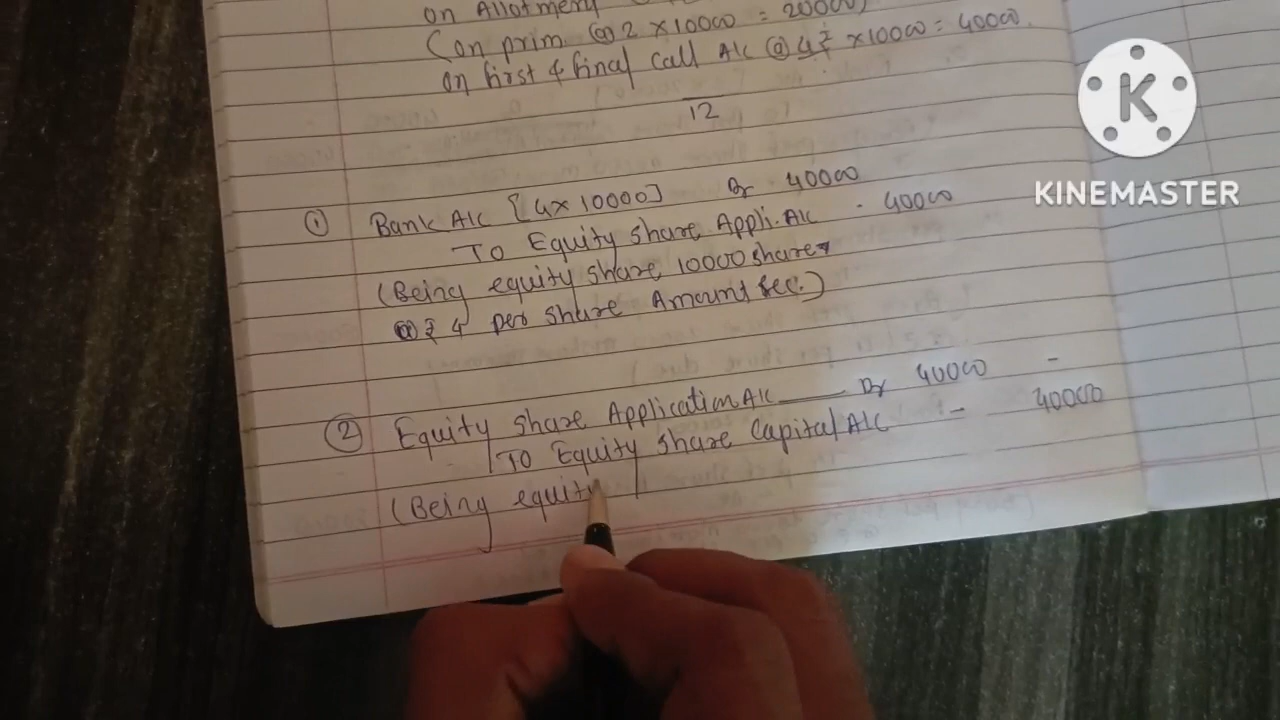 on Allotment
(on prim @ 2 × 10000 = 20000)
on first & final call A/c @ 4₹ × 10000 = 40000
12
K
KINEMASTER
① Bank A/c [4×10000] Dr 40000
TO Equity share Appli. A/c - 40000
(Being equity share 10000 shares
@ ₹ 4 per share Amount Rec.)
② Equity share Application A/c Dr 40000 -
TO Equity share Capital A/c - 40000
(Being equity